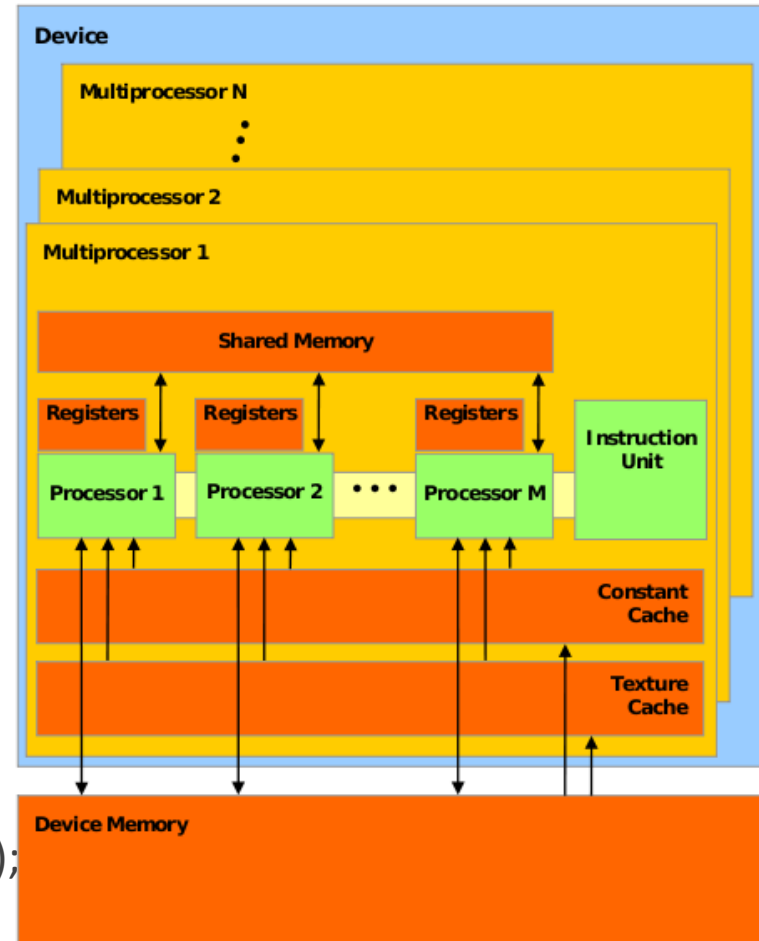 Device
Multiprocessor N
Multiprocessor 2
Multiprocessor 1
Shared Memory
Registers
Registers
Registers
Instruction
Unit
Processor 1
Processor 2
• • •
Processor M
Constant
Cache
Texture
Cache
Device Memory
);